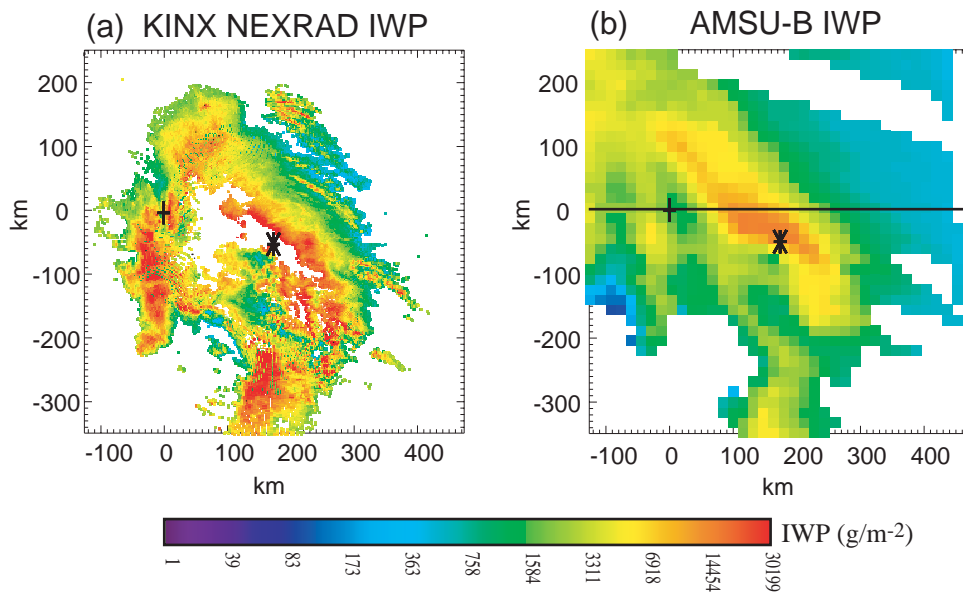 (a) KINX NEXRAD IWP
(b) AMSU-B IWP
200
100
0
-100
-200
-300
km
-100 0 100 200 300 400
km
200
100
0
-100
-200
-300
km
-100 0 100 200 300 400
km
IWP (g/m-2)
1 39 83 173 363 758 1584 3311 6918 14454 30199